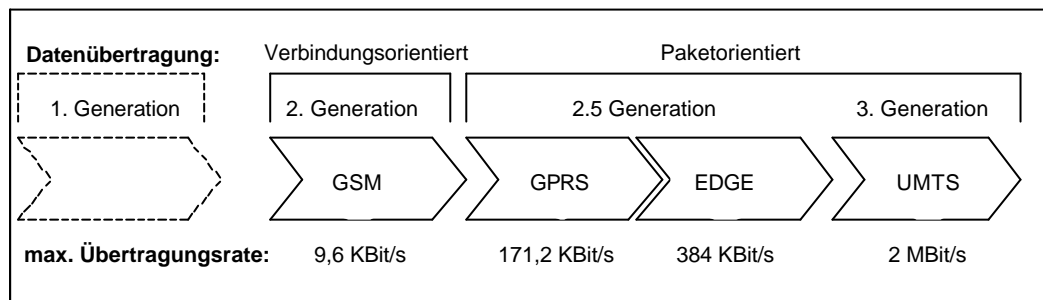 Datenübertragung: Verbindungsorientiert Paketorientiert
1. Generation 2. Generation 2.5 Generation 3. Generation
GSM GPRS EDGE UMTS
max. Übertragungsrate: 9,6 KBit/s 171,2 KBit/s 384 KBit/s 2 MBit/s